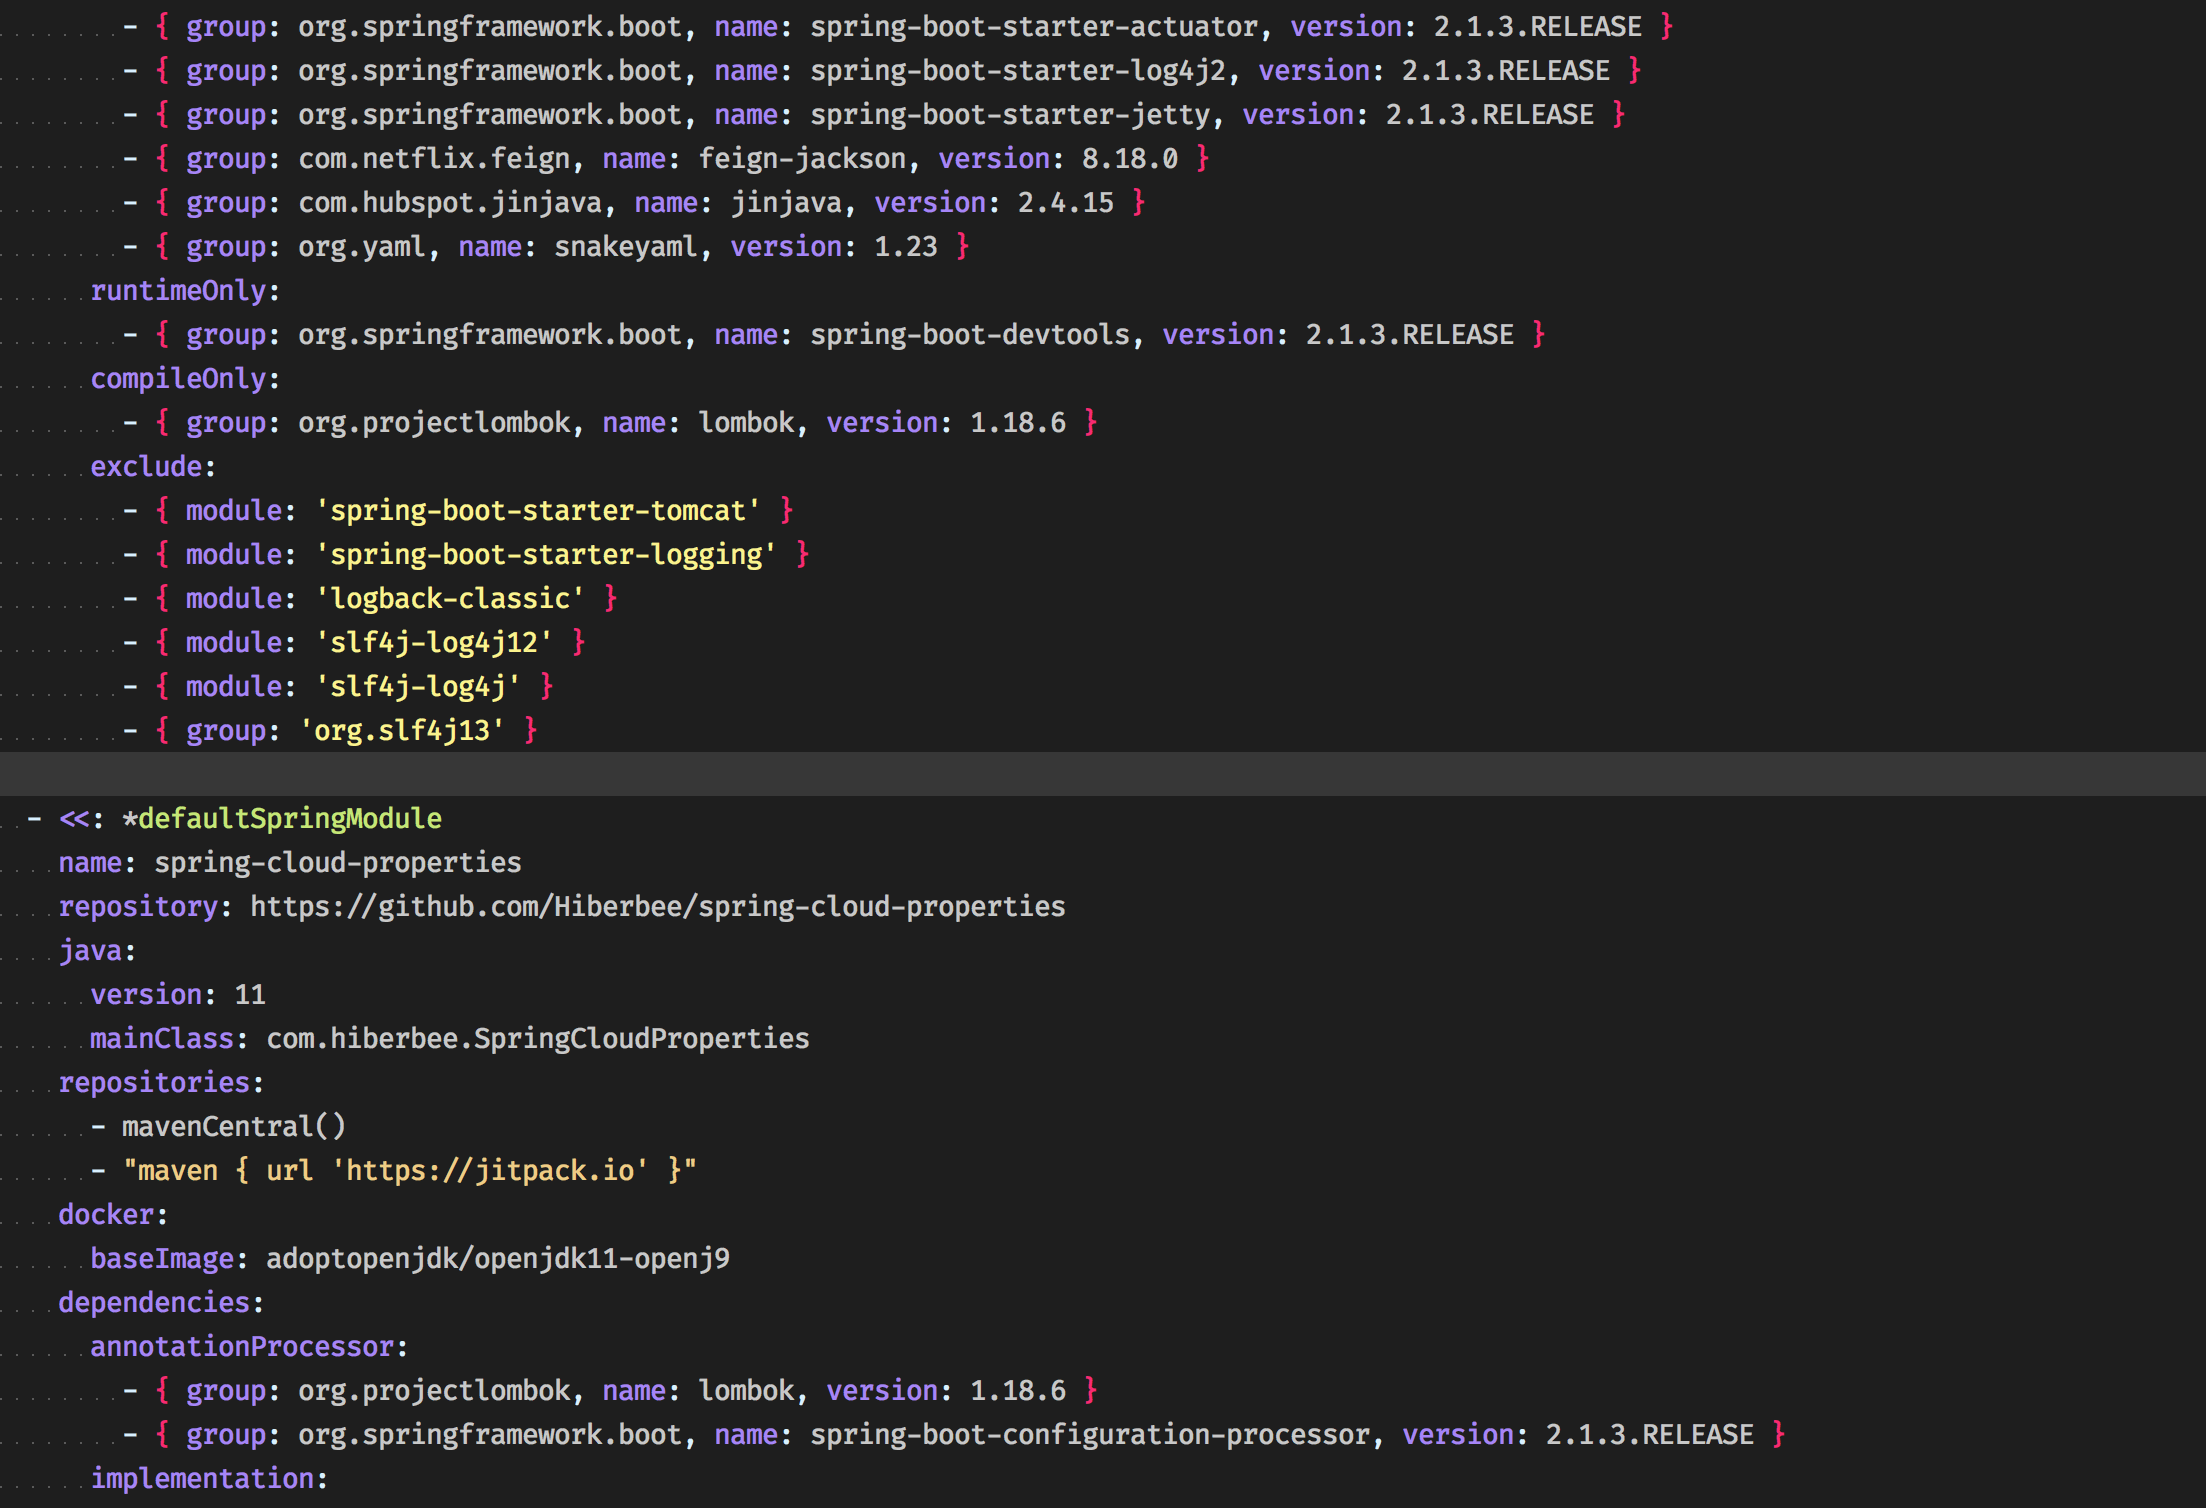 - { group: org.springframework.boot, name: spring-boot-starter-actuator, version: 2.1.3.RELEASE }
- { group: org.springframework.boot, name: spring-boot-starter-log4j2, version: 2.1.3.RELEASE }
- { group: org.springframework.boot, name: spring-boot-starter-jetty, version: 2.1.3.RELEASE }
- { group: com.netflix.feign, name: feign-jackson, version: 8.18.0 }
- { group: com.hubspot.jinjava, name: jinjava, version: 2.4.15 }
- { group: org.yaml, name: snakeyaml, version: 1.23 }
runtimeOnly:
- { group: org.springframework.boot, name: spring-boot-devtools, version: 2.1.3.RELEASE }
compileOnly:
- { group: org.projectlombok, name: lombok, version: 1.18.6 }
exclude:
- { module: 'spring-boot-starter-tomcat' }
- { module: 'spring-boot-starter-logging' }
- { module: 'logback-classic' }
- { module: 'slf4j-log4j12' }
- { module: 'slf4j-log4j' }
- { group: 'org.slf4j13' }
- <<: *defaultSpringModule
name: spring-cloud-properties
repository: https://github.com/Hiberbee/spring-cloud-properties
java:
version: 11
mainClass: com.hiberbee.SpringCloudProperties
repositories:
- mavenCentral()
- "maven { url 'https://jitpack.io' }"
docker:
baseImage: adoptopenjdk/openjdk11-openj9
dependencies:
annotationProcessor:
- { group: org.projectlombok, name: lombok, version: 1.18.6 }
- { group: org.springframework.boot, name: spring-boot-configuration-processor, version: 2.1.3.RELEASE }
implementation: